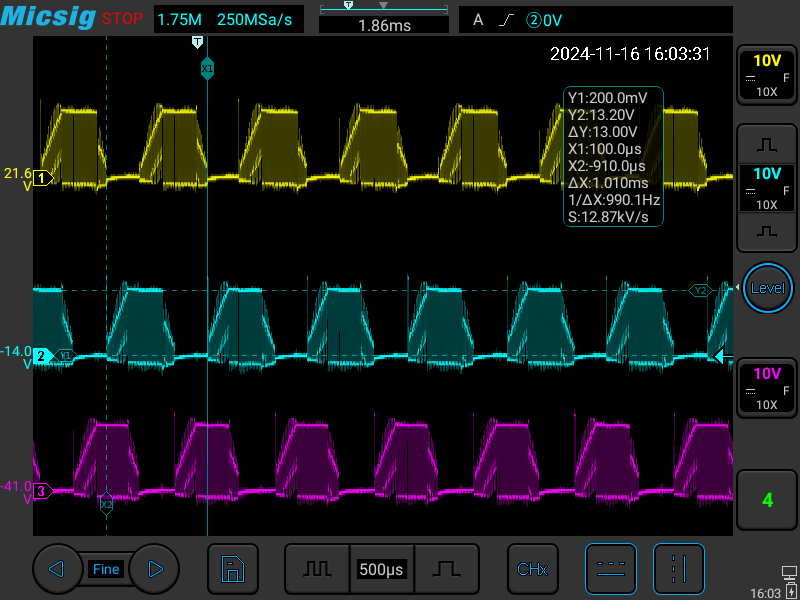 Micsig STOP 1.75M 250MSa/s 1.86ms A ②0V
T
T
X1
2024-11-16 16:03:31
10V
F
10X
Y1:200.0mV
Y2:13.20V
ΔY:13.00V
X1:100.0μs
X2:-910.0μs
ΔX:1.010ms
1/ΔX:990.1Hz
S:12.87kV/s
21.6
V
1
10V
F
10X
Y2
Level
-14.0
V
2
Y1
10V
F
10X
-41.0
V
3
X2
4
Fine
500μs
CHx
16:03